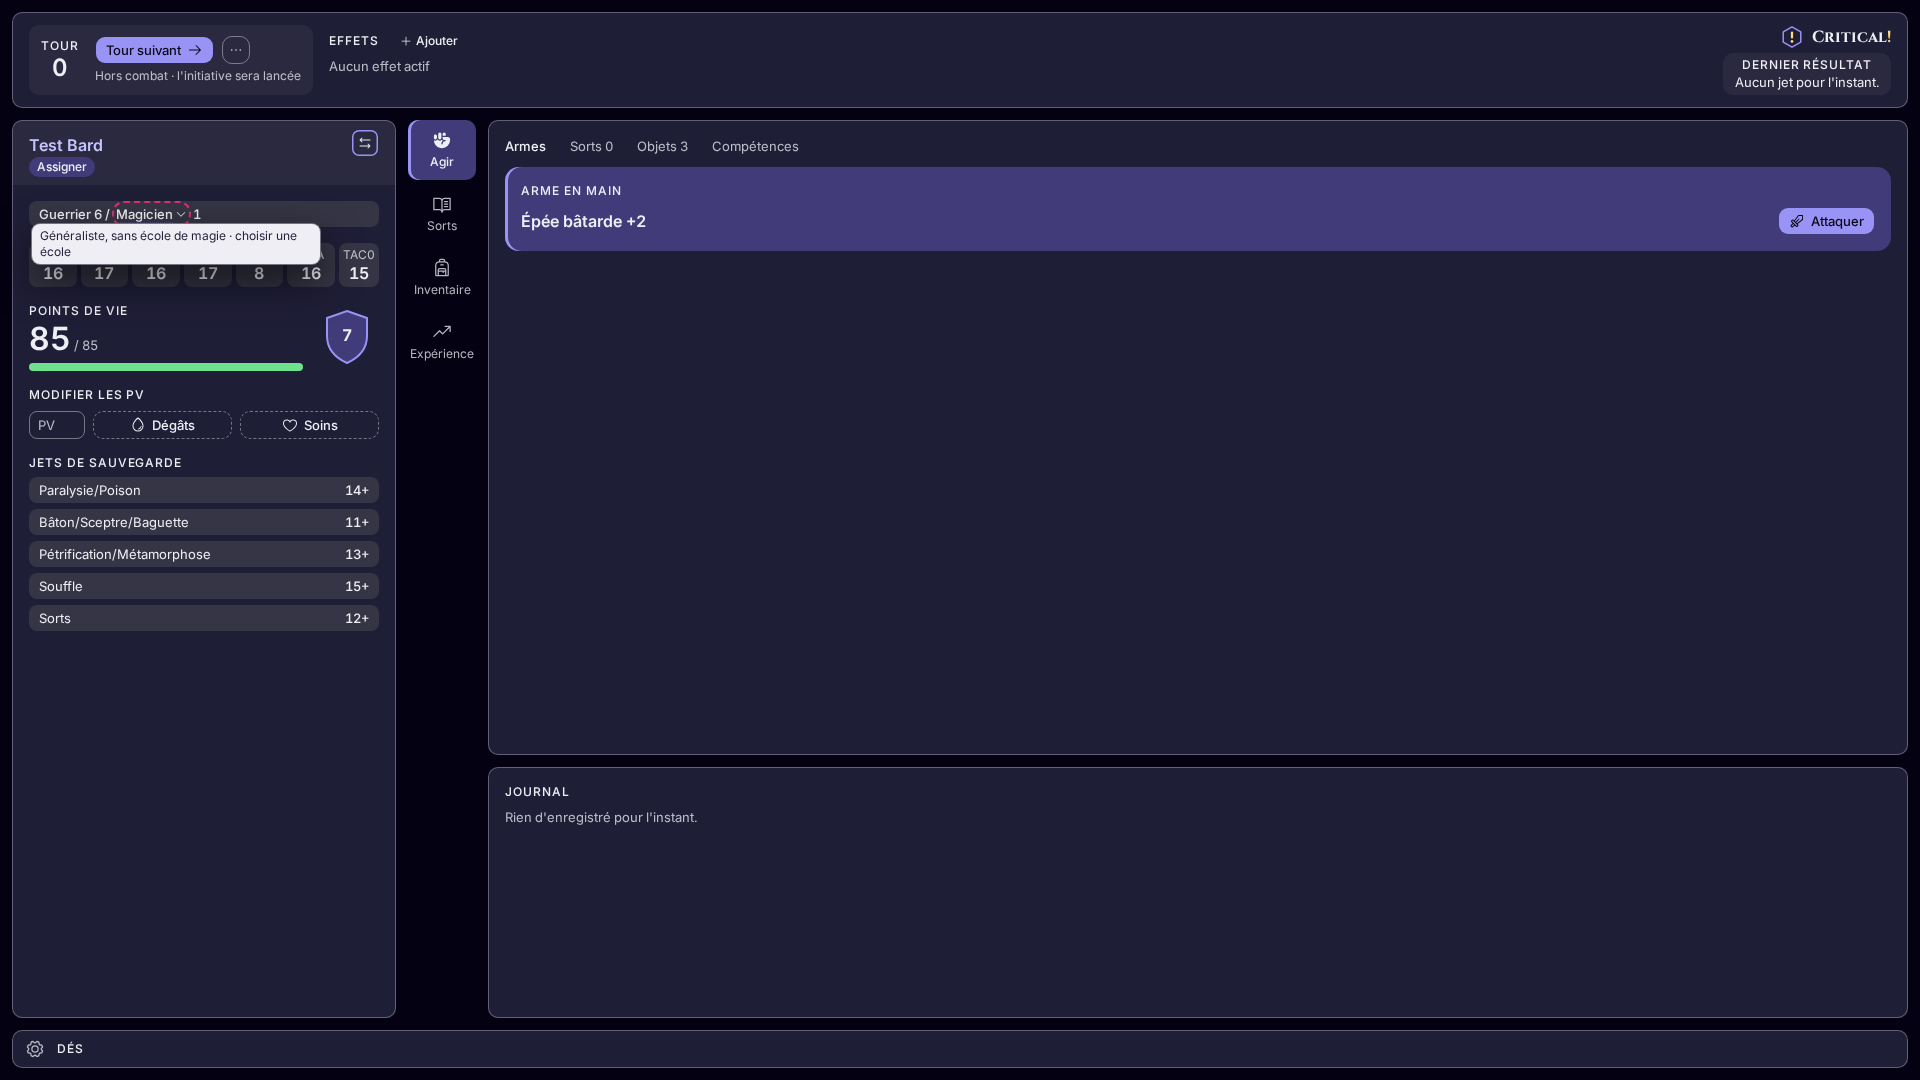 TOUR
0
Tour suivant
Hors combat · l'initiative sera lancée
EFFETS
Ajouter
Aucun effet actif
CRITICAL!
DERNIER RÉSULTAT
Aucun jet pour l'instant.
Test Bard
Assigner
Guerrier 6 / Magicien 1
Généraliste, sans école de magie · choisir une
école
TAC0
16 17 16 17 8 16 15
POINTS DE VIE
85 / 85
7
MODIFIER LES PV
PV
Dégâts
Soins
JETS DE SAUVEGARDE
Paralysie/Poison 14+
Bâton/Sceptre/Baguette 11+
Pétrification/Métamorphose 13+
Souffle 15+
Sorts 12+
Agir
Sorts
Inventaire
Expérience
Armes Sorts 0 Objets 3 Compétences
ARME EN MAIN
Épée bâtarde +2
Attaquer
JOURNAL
Rien d'enregistré pour l'instant.
DÉS